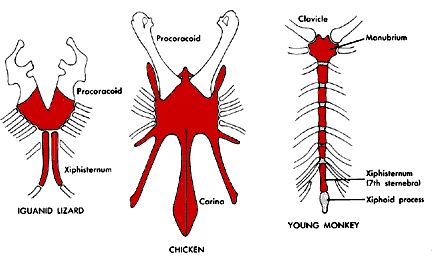 Procoracoid
Xiphisternum
IGUANID LIZARD
Procoracoid
Carina
CHICKEN
Clavicle
Manubrium
Xiphisternum
(7th sternebra)
Xiphoid process
YOUNG MONKEY